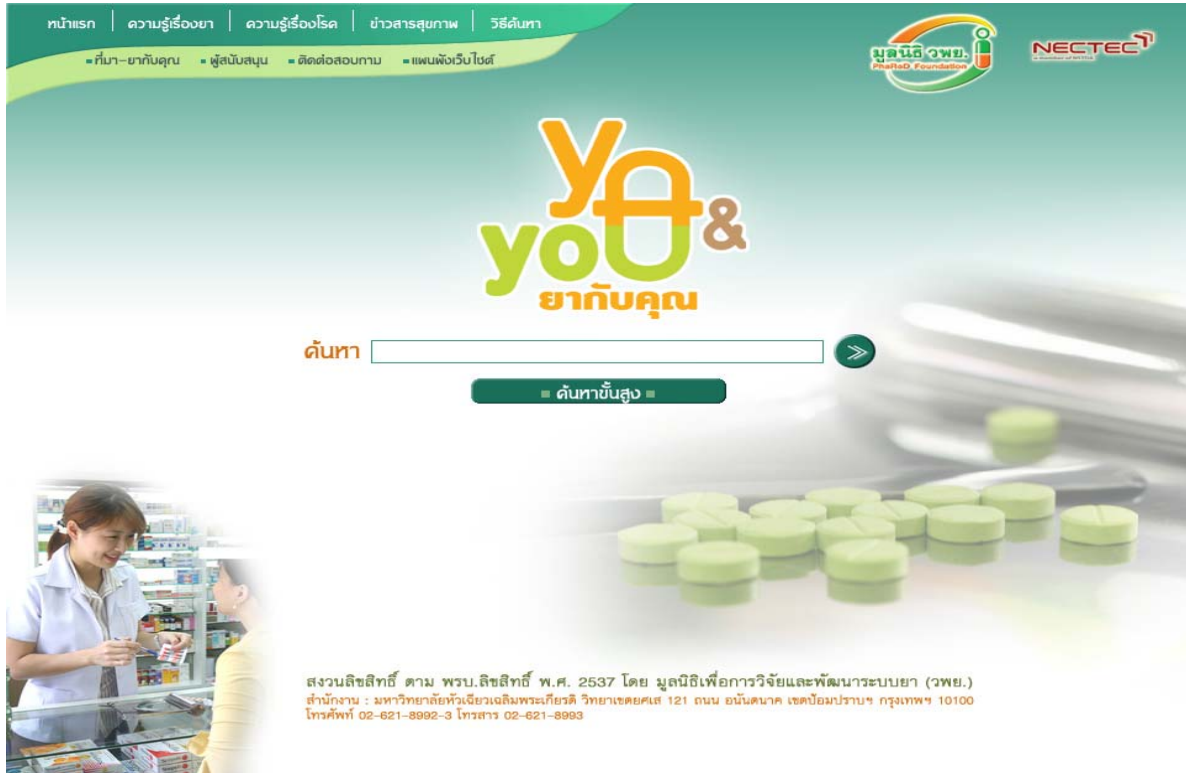 หน้าแรก | ความรู้เรื่องยา | ความรู้เรื่องโรค | ข่าวสารสุขภาพ | วิธีค้นหา
ที่มา-ยากับคุณ ผู้สนับสนุน ติดต่อสอบถาม แผนผังเว็บไซต์
มูลนิธิ วพย.
PhaReD Foundation
NECTEC
a member of NSTDA
ya &
you
ยากับคุณ
ค้นหา
ค้นหาขั้นสูง
สงวนลิขสิทธิ์ ตาม พรบ.ลิขสิทธิ์ พ.ศ. 2537 โดย มูลนิธิเพื่อการวิจัยและพัฒนาระบบยา (วพย.)
สำนักงาน : มหาวิทยาลัยหัวเฉียวเฉลิมพระเกียรติ วิทยาเขตยศเส 121 ถนน อนันตนาค เขตป้อมปราบฯ กรุงเทพฯ 10100
โทรศัพท์ 02-621-8992-3 โทรสาร 02-621-8993